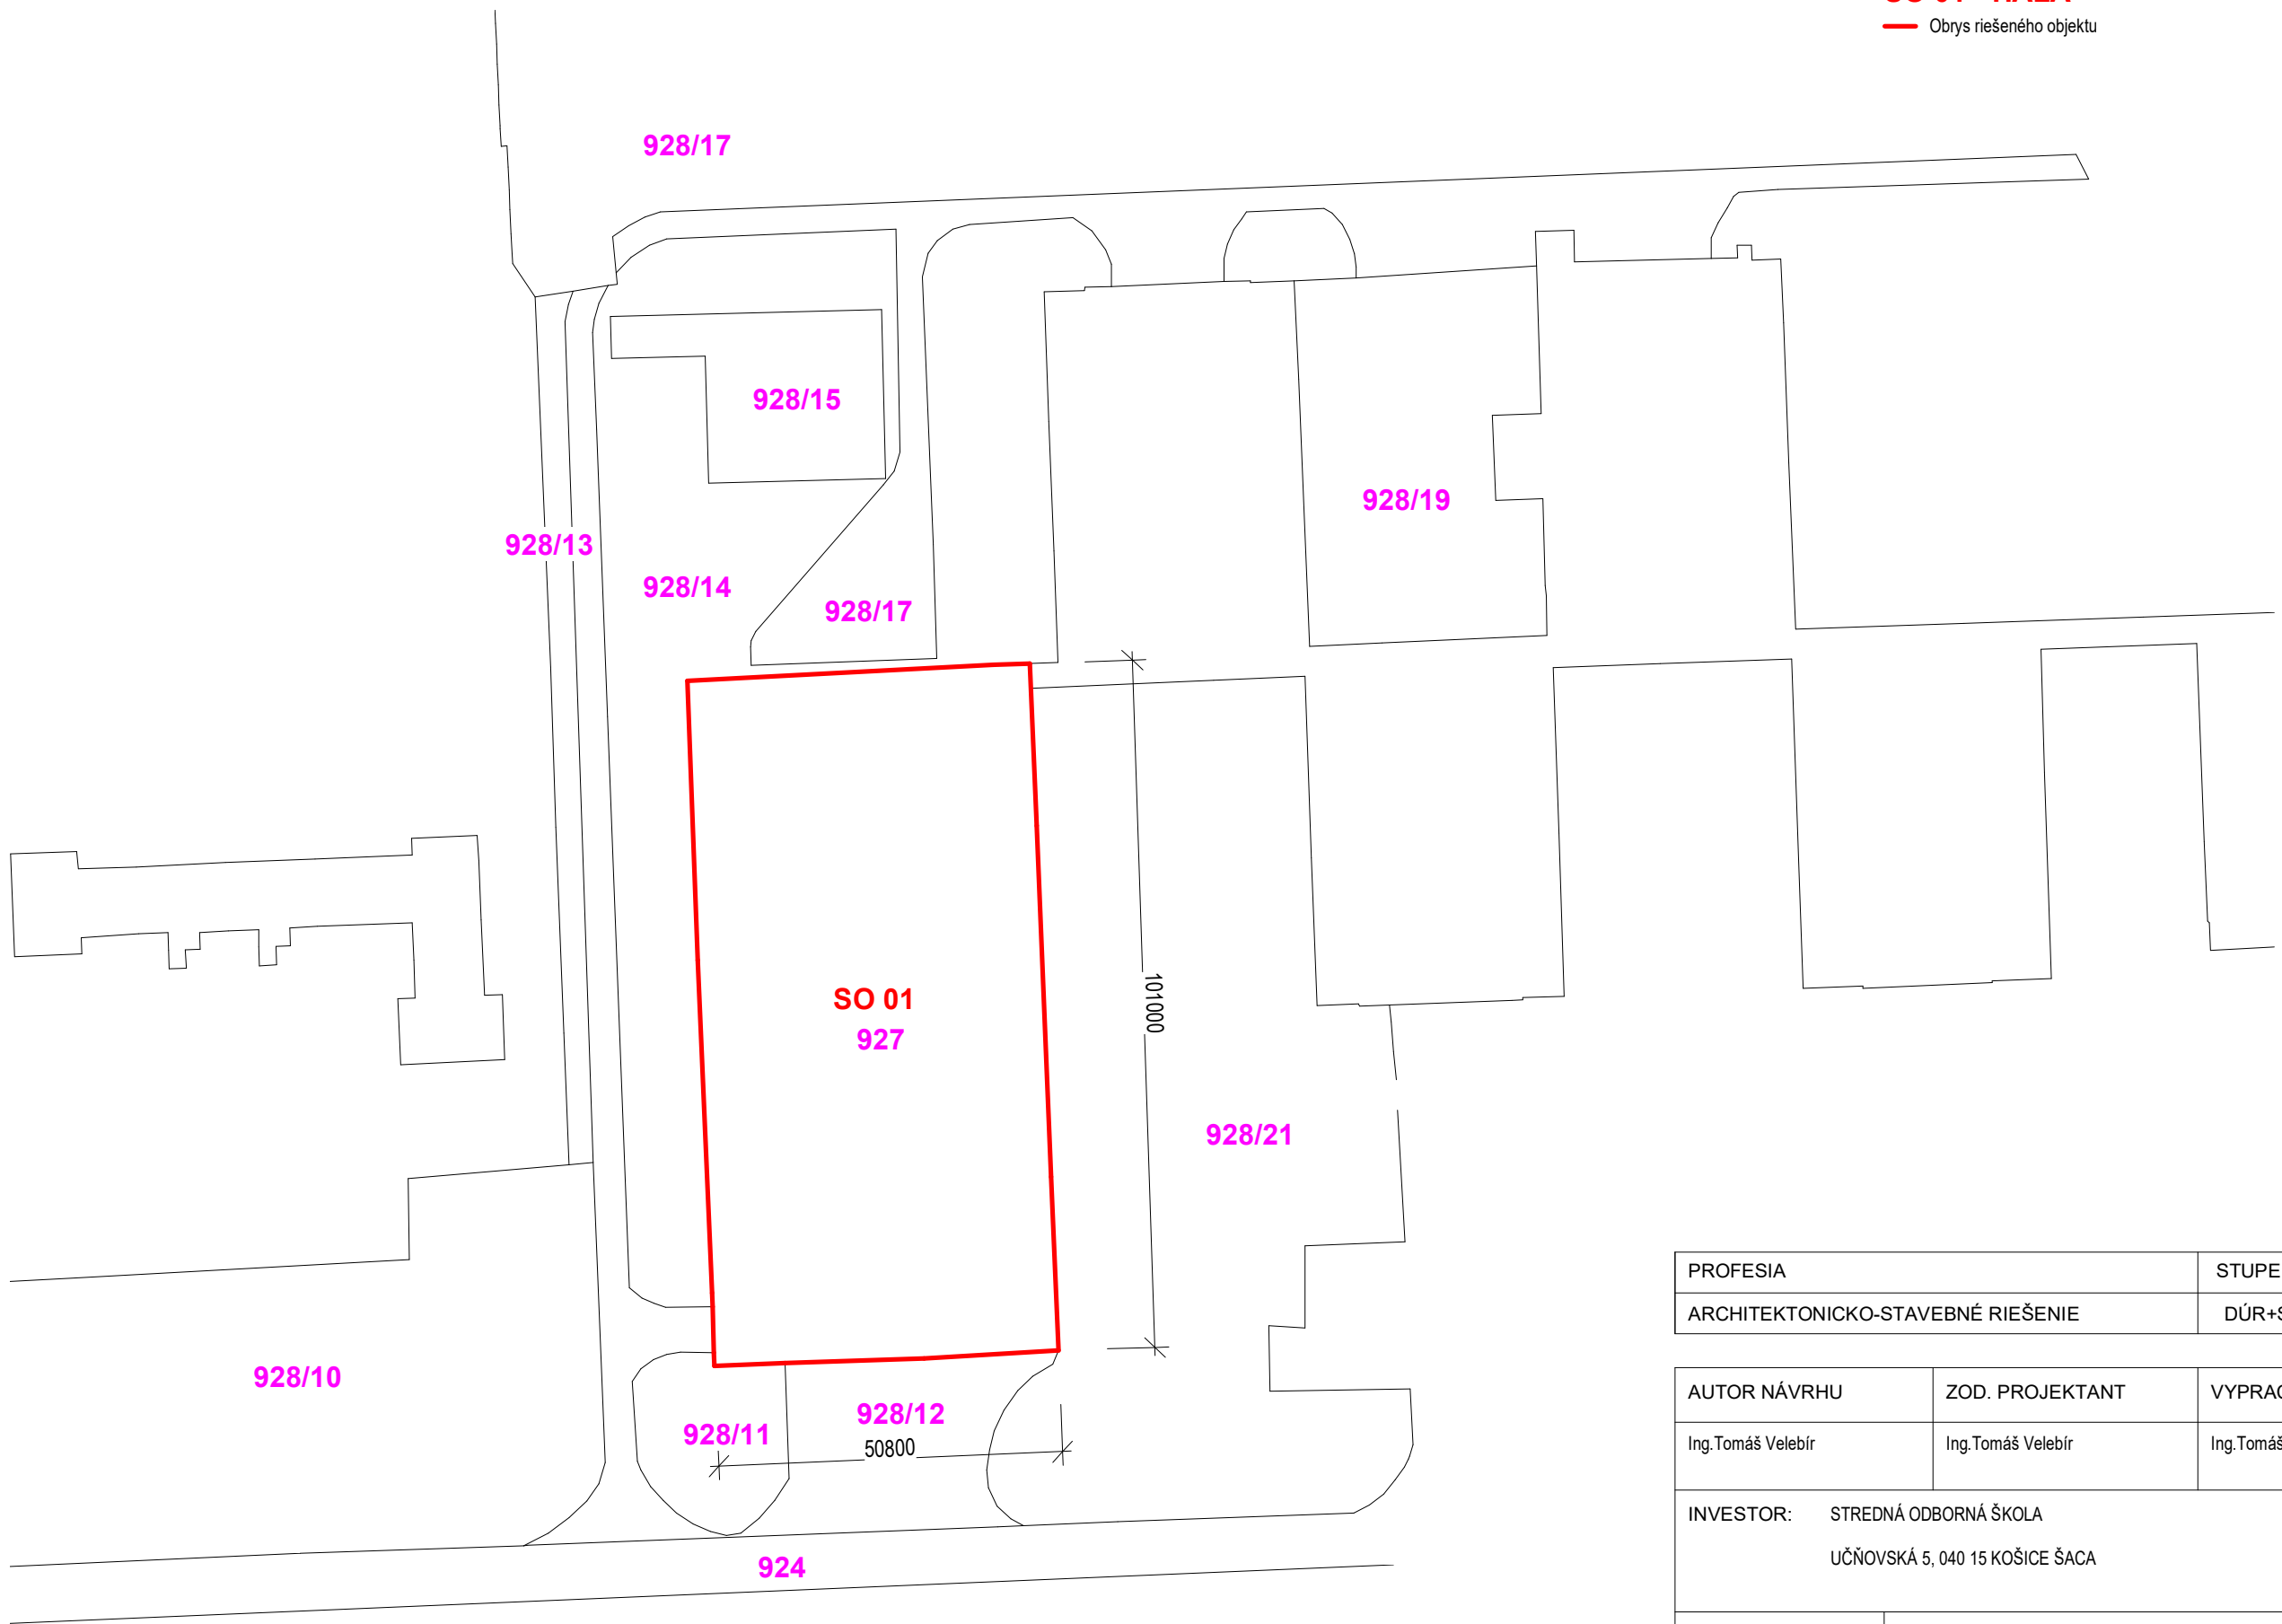 Obrys riešeného objektu
928/17
928/15
928/19
928/13
928/14
928/17
101000
SO 01
927
928/21
928/10
928/12
928/11
50800
924
PROFESIA
ARCHITEKTONICKO-STAVEBNÉ RIEŠENIE
AUTOR NÁVRHU ZOD. PROJEKTANT
Ing.Tomáš Velebír Ing.Tomáš Velebír
INVESTOR: STREDNÁ ODBORNÁ ŠKOLA
UČŇOVSKÁ 5, 040 15 KOŠICE ŠACA